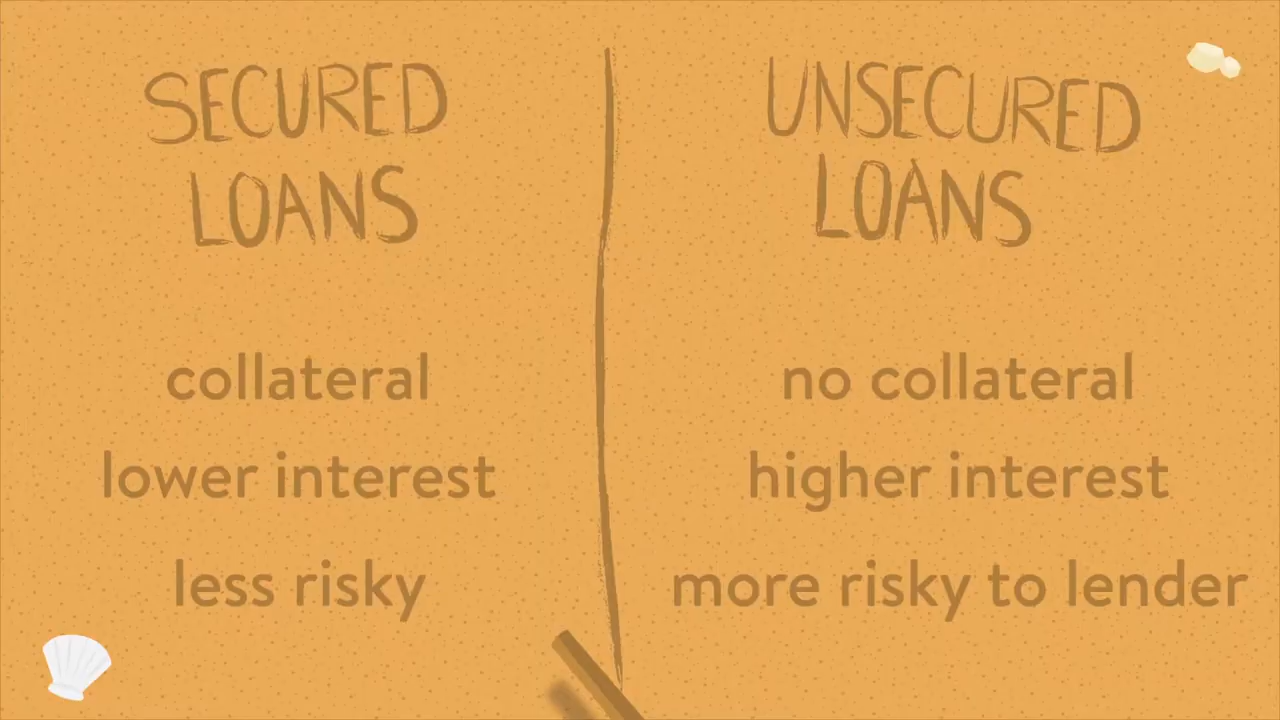 SECURED
LOANS
collateral
lower interest
less risky
UNSECURED
LOANS
no collateral
higher interest
more risky to lender